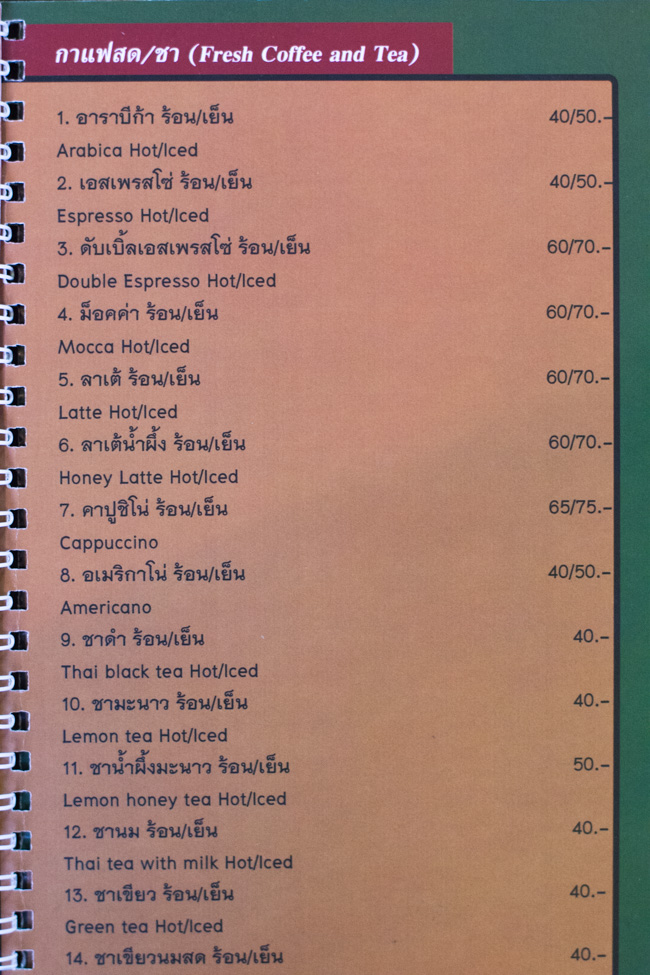 กาแฟสด/ชา (Fresh Coffee and Tea)
1. อาราบีก้า ร้อน/เย็น 40/50.-
Arabica Hot/Iced
2. เอสเพรสโซ่ ร้อน/เย็น 40/50.-
Espresso Hot/Iced
3. ดับเบิ้ลเอสเพรสโซ่ ร้อน/เย็น 60/70.-
Double Espresso Hot/Iced
4. ม็อคค่า ร้อน/เย็น 60/70.-
Mocca Hot/Iced
5. ลาเต้ ร้อน/เย็น 60/70.-
Latte Hot/Iced
6. ลาเต้น้ำผึ้ง ร้อน/เย็น 60/70.-
Honey Latte Hot/Iced
7. คาปูชิโน่ ร้อน/เย็น 65/75.-
Cappuccino
8. อเมริกาโน่ ร้อน/เย็น 40/50.-
Americano
9. ชาดำ ร้อน/เย็น 40.-
Thai black tea Hot/Iced
10. ชามะนาว ร้อน/เย็น 40.-
Lemon tea Hot/Iced
11. ชาน้ำผึ้งมะนาว ร้อน/เย็น 50.-
Lemon honey tea Hot/Iced
12. ชานม ร้อน/เย็น 40.-
Thai tea with milk Hot/Iced
13. ชาเขียว ร้อน/เย็น 40.-
Green tea Hot/Iced
14. ชาเขียวนมสด ร้อน/เย็น 40.-